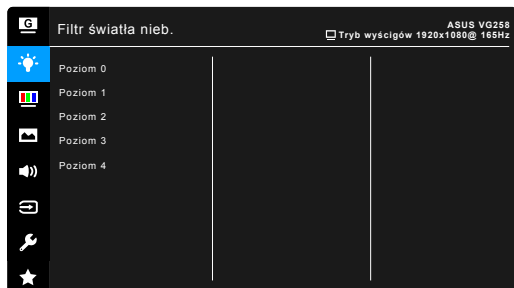 G
Filtr światła nieb.
ASUS VG258
Tryb wyścigów 1920x1080@ 165Hz
Poziom 0
Poziom 1
Poziom 2
Poziom 3
Poziom 4